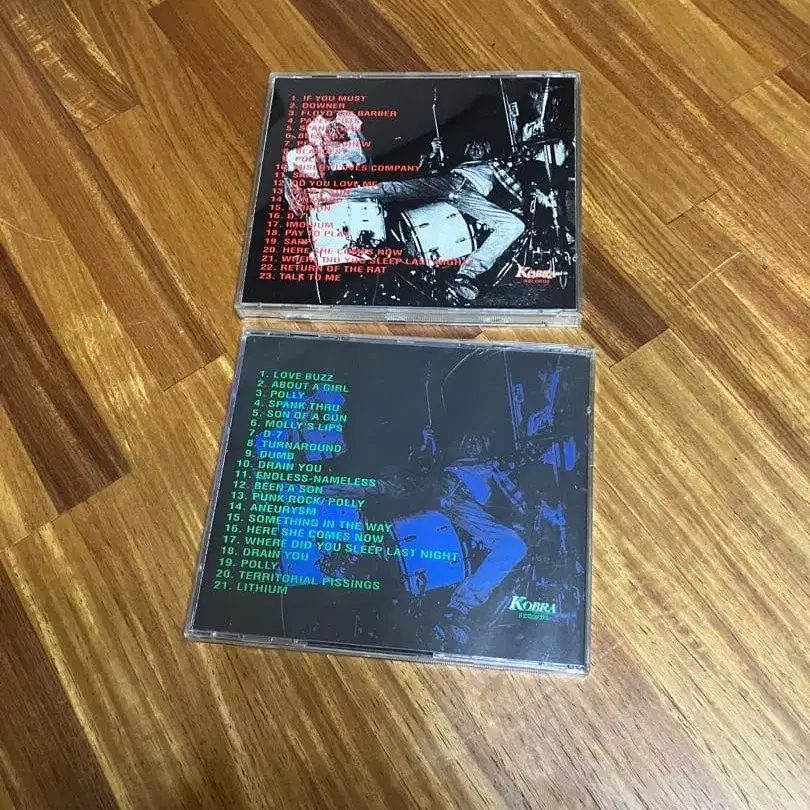 1. IF YOU MUST
2. DOWNER
3. FLOYD THE BARBER
4.
5.
6.
7.
8.
10. LOVES COMPANY
11.
12. DO YOU LOVE ME
13.
14.
15.
16. D-7
17. IMODIUM
18. PAY TO PLAY
19. SAPPY
20. HERE SHE COMES NOW
21. WHERE DID YOU SLEEP LAST NIGHT
22. RETURN OF THE RAT
23. TALK TO ME
KOBRA
RECORDS
1. LOVE BUZZ
2. ABOUT A GIRL
3. POLLY
4. SPANK THRU
5. SON OF A GUN
6. MOLLY'S LIPS
7. D-7
8. TURNAROUND
9. DUMB
10. DRAIN YOU
11. ENDLESS-NAMELESS
12. BEEN A SON
13. PUNK ROCK/POLLY
14. ANEURYSM
15. SOMETHING IN THE WAY
16. HERE SHE COMES NOW
17. WHERE DID YOU SLEEP LAST NIGHT
18. DRAIN YOU
19. POLLY
20. TERRITORIAL PISSINGS
21. LITHIUM
KOBRA
RECORDS